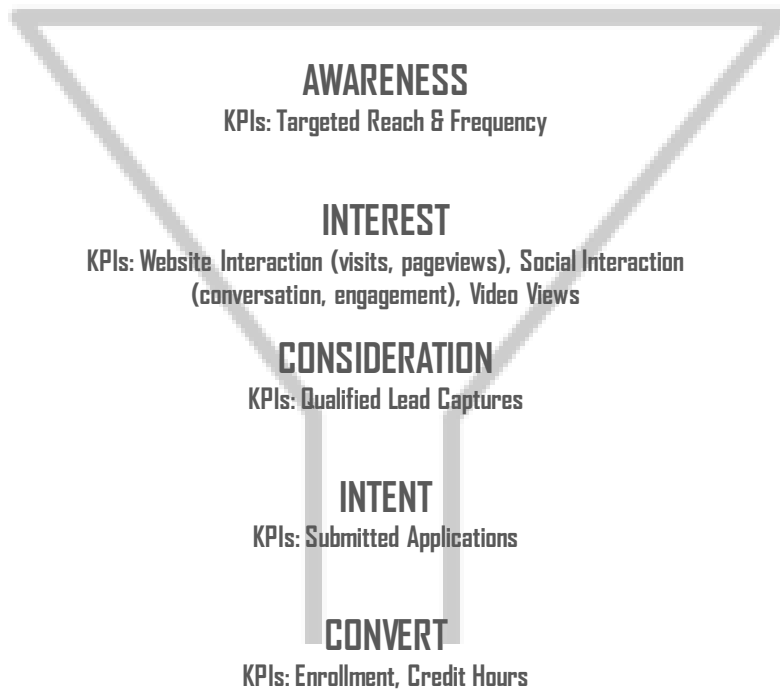 AWARENESS
KPIs: Targeted Reach & Frequency
INTEREST
KPIs: Website Interaction (visits, pageviews), Social Interaction
(conversation, engagement), Video Views
CONSIDERATION
KPIs: Qualified Lead Captures
INTENT
KPIs: Submitted Applications
CONVERT
KPIs: Enrollment, Credit Hours